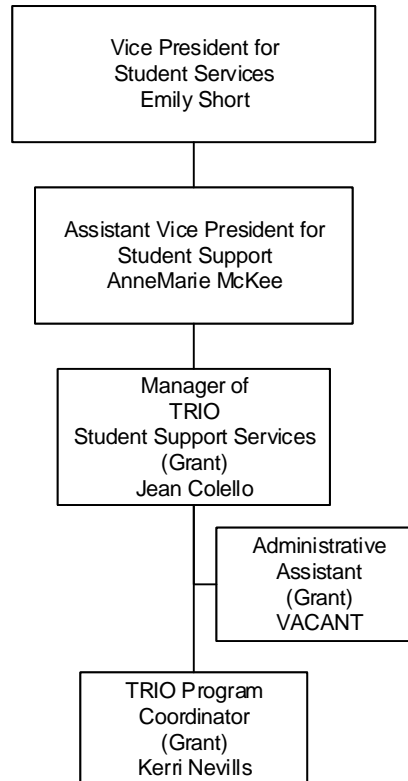 Vice President for
Student Services
Emily Short
Assistant Vice President for
Student Support
AnneMarie McKee
Manager of
TRIO
Student Support Services
(Grant)
Jean Colello
Administrative
Assistant
(Grant)
VACANT
TRIO Program
Coordinator
(Grant)
Kerri Nevills